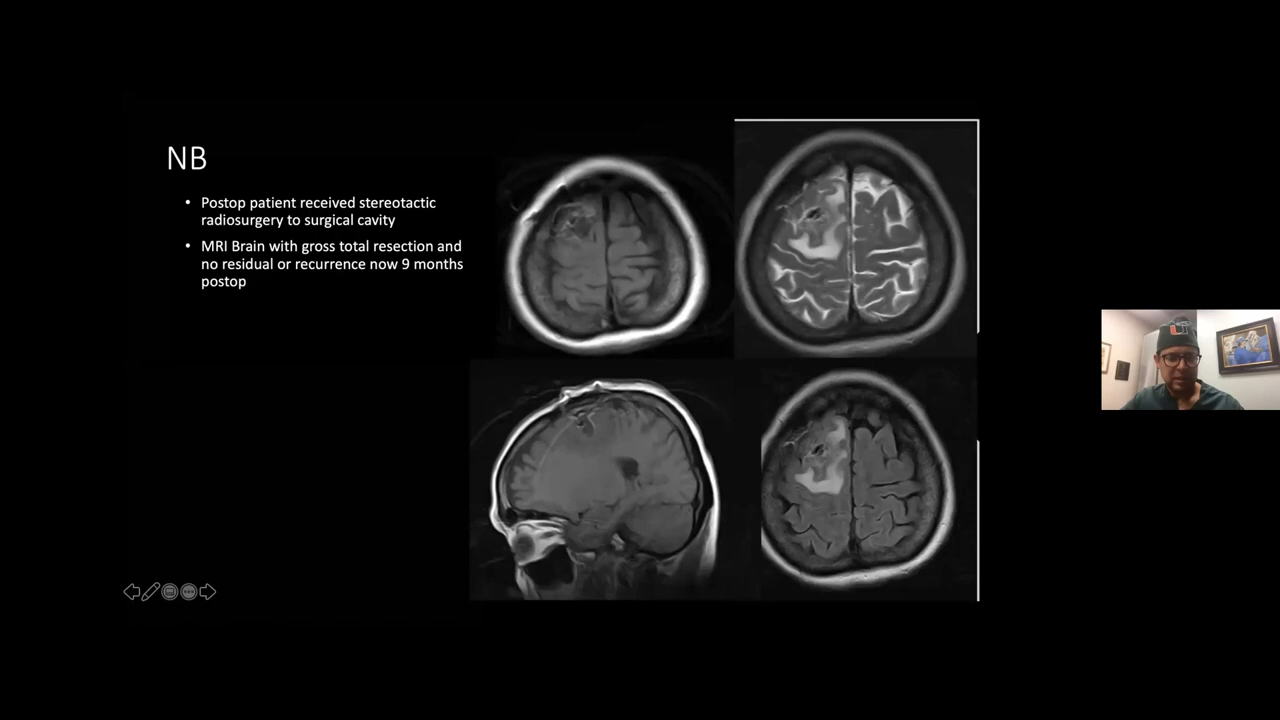 NB
• Postop patient received stereotactic
radiosurgery to surgical cavity
• MRI Brain with gross total resection and
no residual or recurrence now 9 months
postop
U